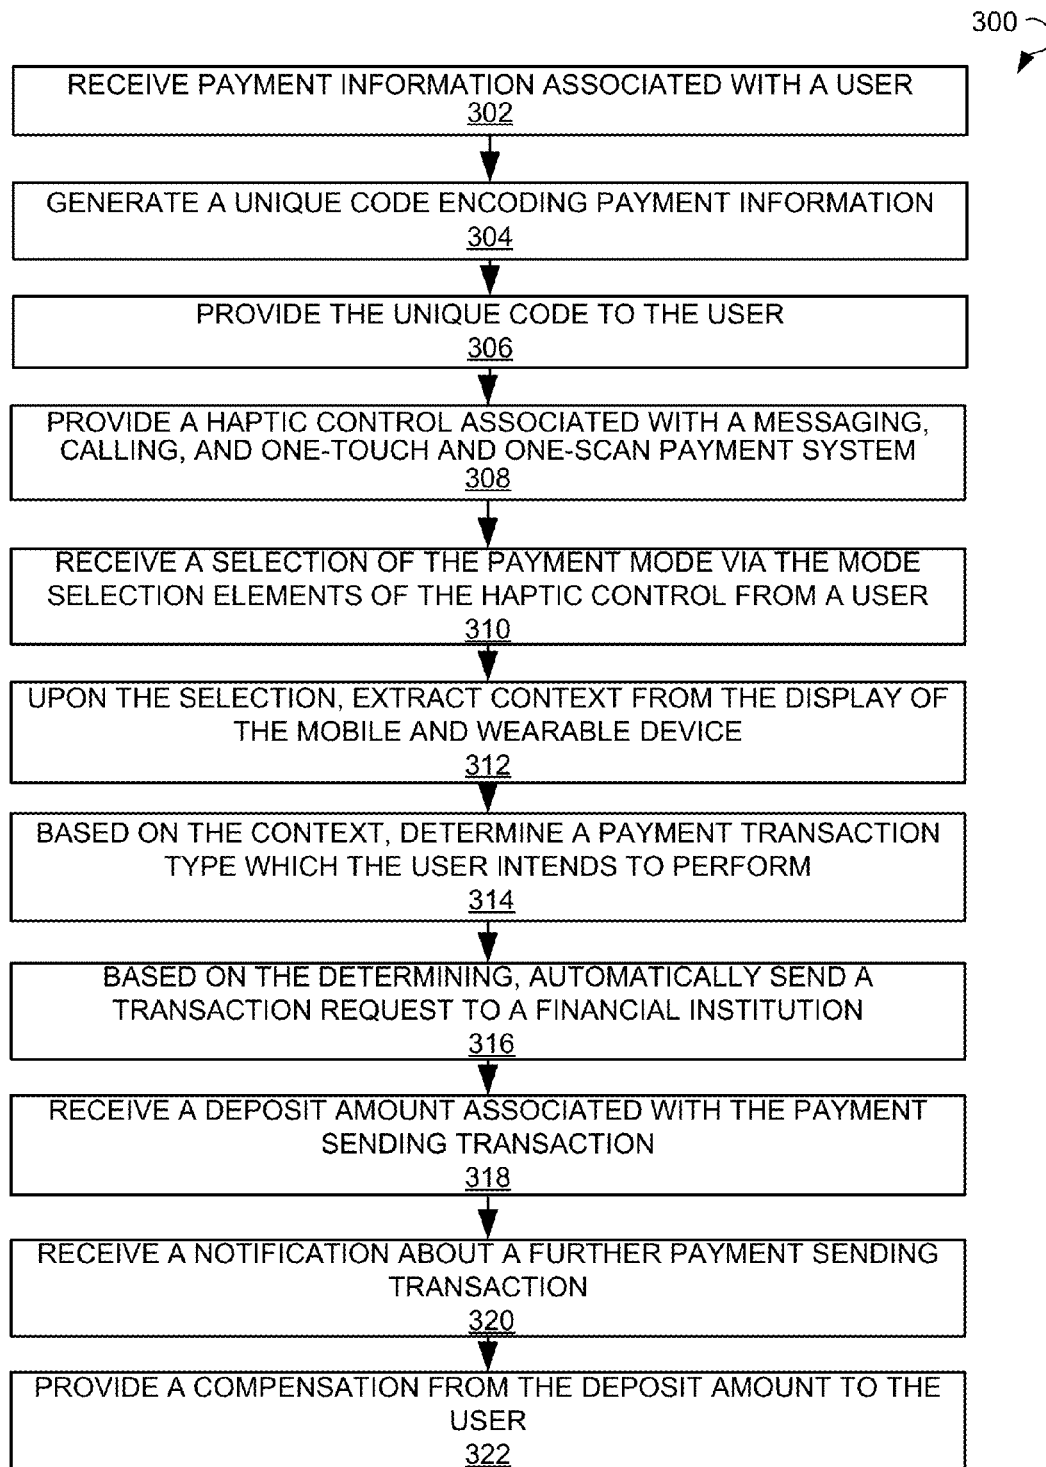 300
RECEIVE PAYMENT INFORMATION ASSOCIATED WITH A USER
302
GENERATE A UNIQUE CODE ENCODING PAYMENT INFORMATION
304
PROVIDE THE UNIQUE CODE TO THE USER
306
PROVIDE A HAPTIC CONTROL ASSOCIATED WITH A MESSAGING,
CALLING, AND ONE-TOUCH AND ONE-SCAN PAYMENT SYSTEM
308
RECEIVE A SELECTION OF THE PAYMENT MODE VIA THE MODE
SELECTION ELEMENTS OF THE HAPTIC CONTROL FROM A USER
310
UPON THE SELECTION, EXTRACT CONTEXT FROM THE DISPLAY OF
THE MOBILE AND WEARABLE DEVICE
312
BASED ON THE CONTEXT, DETERMINE A PAYMENT TRANSACTION
TYPE WHICH THE USER INTENDS TO PERFORM
314
BASED ON THE DETERMINING, AUTOMATICALLY SEND A
TRANSACTION REQUEST TO A FINANCIAL INSTITUTION
316
RECEIVE A DEPOSIT AMOUNT ASSOCIATED WITH THE PAYMENT
SENDING TRANSACTION
318
RECEIVE A NOTIFICATION ABOUT A FURTHER PAYMENT SENDING
TRANSACTION
320
PROVIDE A COMPENSATION FROM THE DEPOSIT AMOUNT TO THE
USER
322